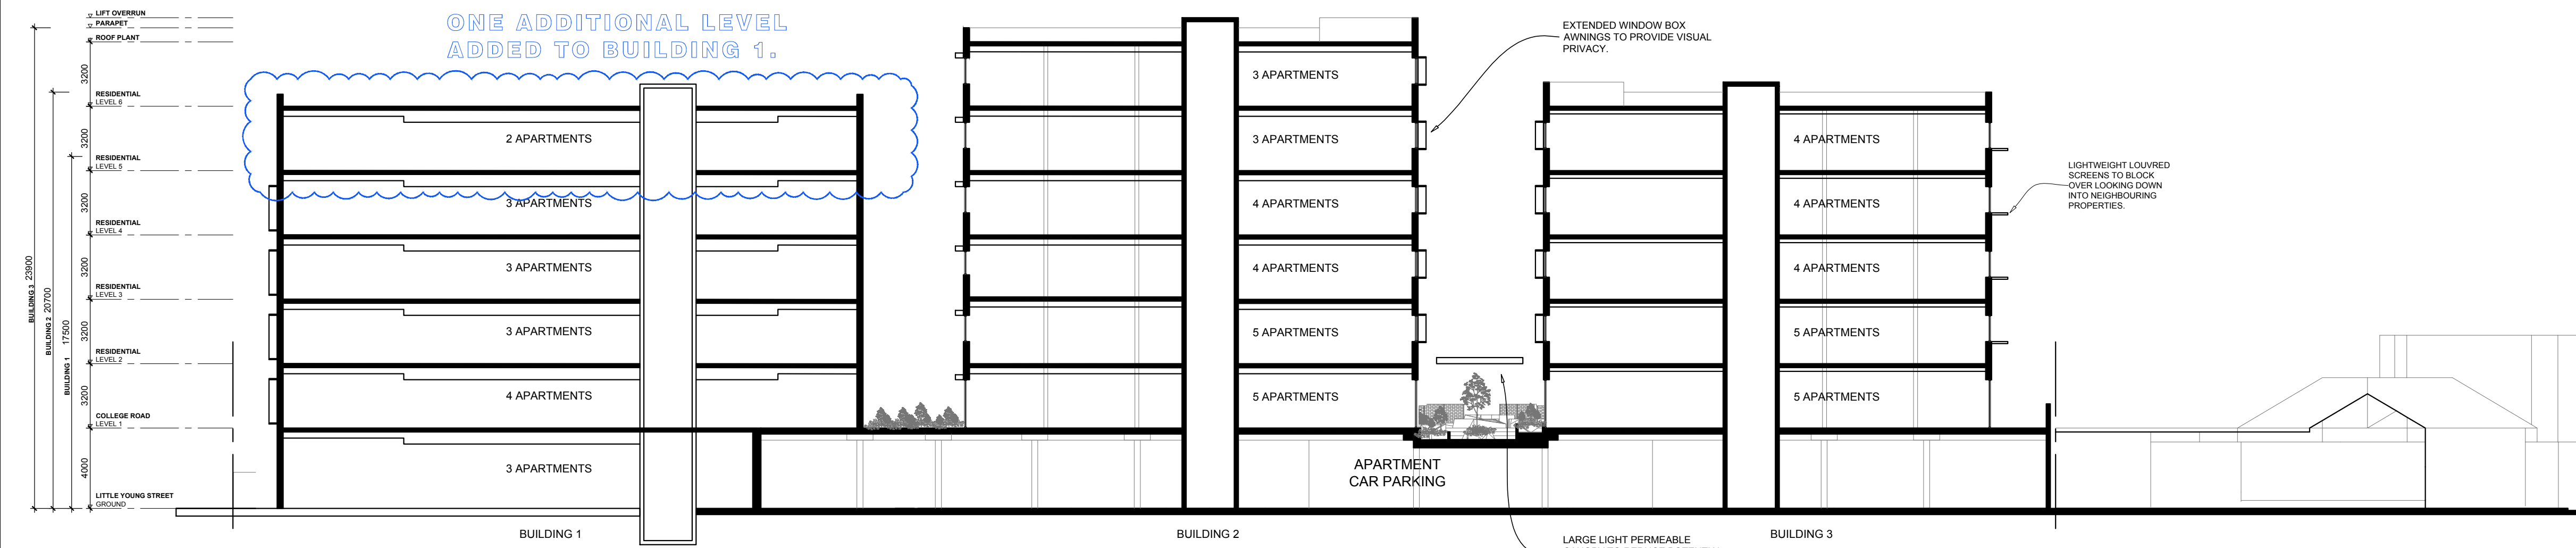 LIFT OVERRUN
PARAPET
ROOF PLANT
3200
RESIDENTIAL
LEVEL 6
3200
RESIDENTIAL
LEVEL 5
3200
RESIDENTIAL
LEVEL 4
3200
RESIDENTIAL
LEVEL 3
3200
RESIDENTIAL
LEVEL 2
3200
COLLEGE ROAD
LEVEL 1
4000
LITTLE YOUNG STREET
GROUND
BUILDING 3 23900
BUILDING 2 20700
BUILDING 1 17500
ONE ADDITIONAL LEVEL
ADDED TO BUILDING 1.
2 APARTMENTS
3 APARTMENTS
3 APARTMENTS
3 APARTMENTS
4 APARTMENTS
3 APARTMENTS
BUILDING 1
3 APARTMENTS
3 APARTMENTS
4 APARTMENTS
4 APARTMENTS
5 APARTMENTS
5 APARTMENTS
APARTMENT
CAR PARKING
BUILDING 2
EXTENDED WINDOW BOX
AWNINGS TO PROVIDE VISUAL
PRIVACY.
4 APARTMENTS
4 APARTMENTS
4 APARTMENTS
5 APARTMENTS
5 APARTMENTS
BUILDING 3
LIGHTWEIGHT LOUVRED
SCREENS TO BLOCK
OVER LOOKING DOWN
INTO NEIGHBOURING
PROPERTIES.
LARGE LIGHT PERMEABLE